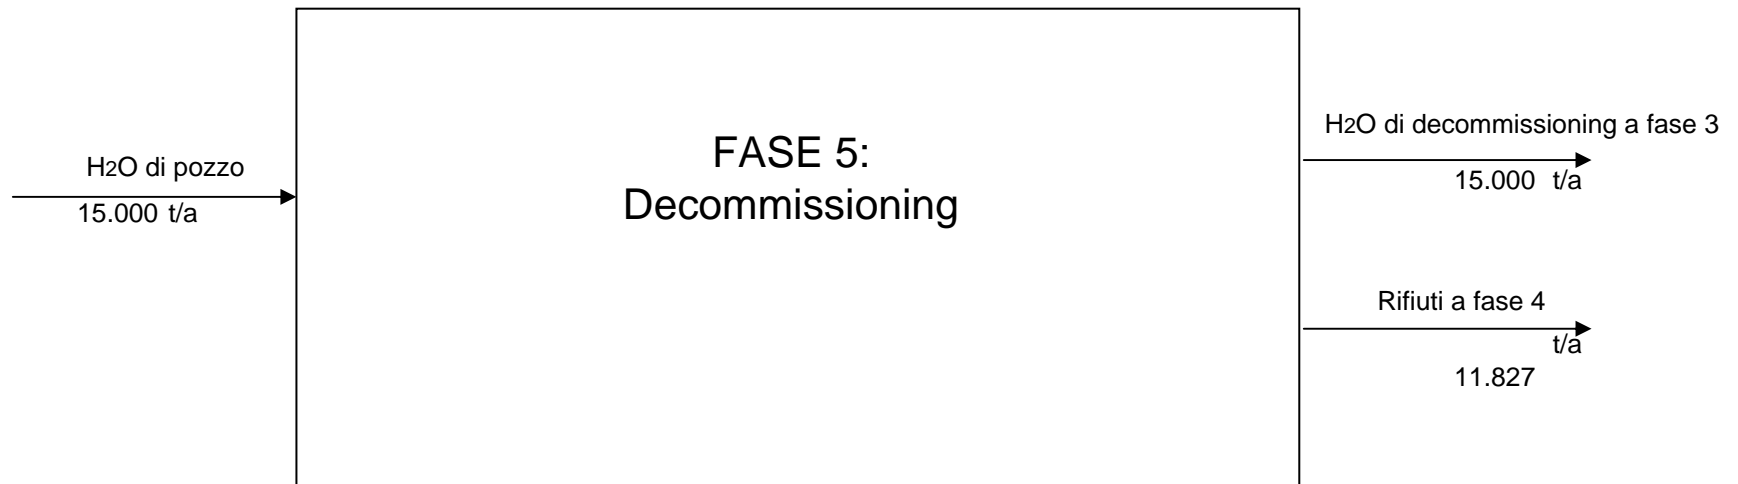 H2O di pozzo
15.000 t/a
FASE 5:
Decommissioning
H2O di decommissioning a fase 3
15.000 t/a
Rifiuti a fase 4
t/a
11.827